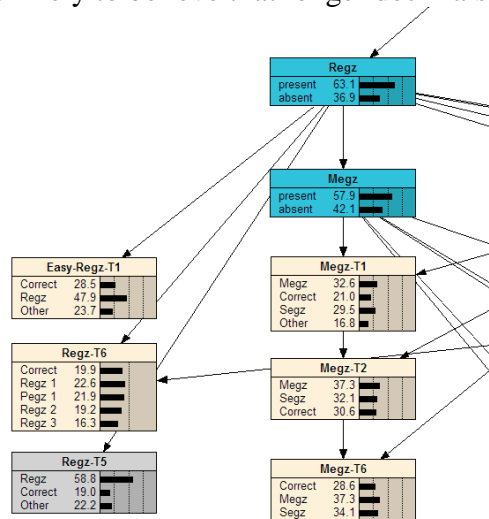 Regz
present 63.1
absent 36.9
Megz
present 57.9
absent 42.1
Easy-Regz-T1
Correct 28.5
Regz 47.9
Other 23.7
Megz-T1
Megz 32.6
Correct 21.0
Segz 29.5
Other 16.8
Regz-T6
Correct 19.9
Regz 1 22.6
Pegz 1 21.9
Regz 2 19.2
Regz 3 16.3
Megz-T2
Megz 37.3
Segz 32.1
Correct 30.6
Regz-T5
Regz 58.8
Correct 19.0
Other 22.2
Megz-T6
Correct 28.6
Megz 37.3
Segz 34.1